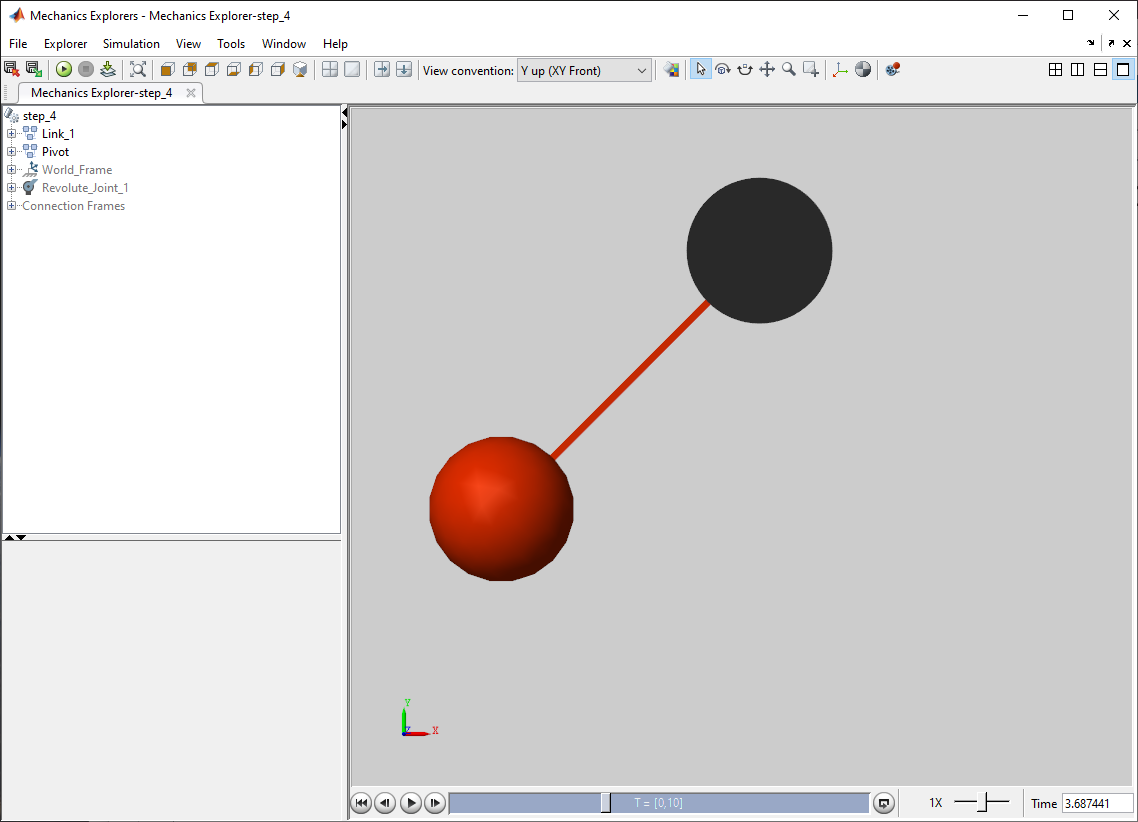 Mechanics Explorers - Mechanics Explorer-step_4
File Explorer Simulation View Tools Window Help
View convention: Y up (XY Front)
Mechanics Explorer-step_4
step_4
Link_1
Pivot
World_Frame
Revolute_Joint_1
Connection Frames
Y
Z
X
T = [0,10]
1X
Time 3.687441